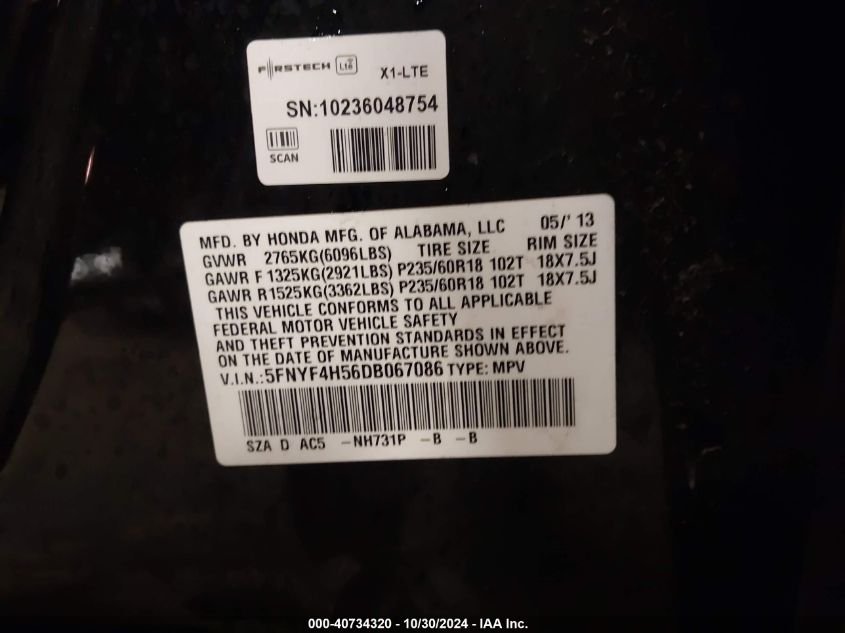 FIRSTECH Lte X1-LTE
SN:10236048754
SCAN
MFD. BY HONDA MFG. OF ALABAMA, LLC 05/'13
GVWR 2765KG(6096LBS) TIRE SIZE RIM SIZE
GAWR F 1325KG(2921LBS) P235/60R18 102T 18X7.5J
GAWR R1525KG(3362LBS) P235/60R18 102T 18X7.5J
THIS VEHICLE CONFORMS TO ALL APPLICABLE
FEDERAL MOTOR VEHICLE SAFETY
AND THEFT PREVENTION STANDARDS IN EFFECT
ON THE DATE OF MANUFACTURE SHOWN ABOVE.
V.I.N.:5FNYF4H56DB067086 TYPE: MPV
SZA D AC5 -NH731P -B -B
000-40734320 - 10/30/2024 - IAA Inc.